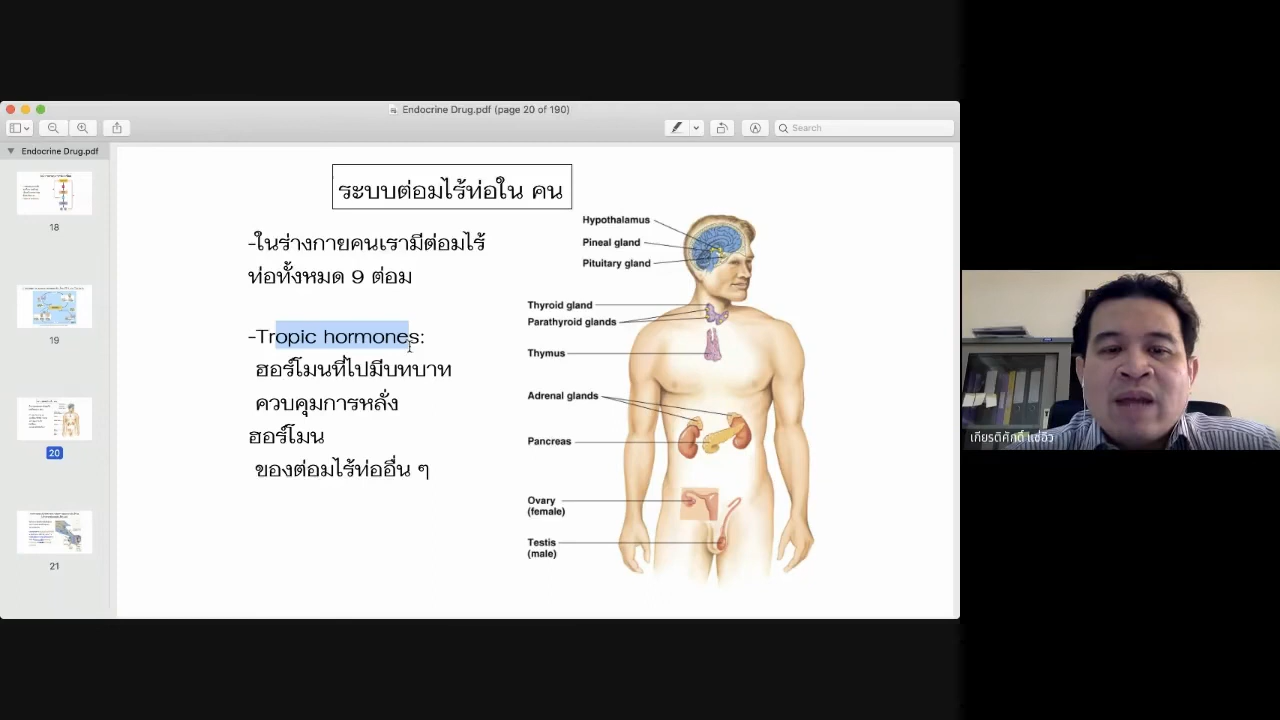 Endocrine Drug.pdf (page 20 of 190)
Search
Endocrine Drug.pdf
18
19
20
21
ระบบต่อมไร้ท่อใน คน
-ในร่างกายคนเรามีต่อมไร้
ท่อทั้งหมด 9 ต่อม
-Tropic hormones:
ฮอร์โมนที่ไปมีบทบาท
ควบคุมการหลั่ง
ฮอร์โมน
ของต่อมไร้ท่ออื่น ๆ
Hypothalamus
Pineal gland
Pituitary gland
Thyroid gland
Parathyroid glands
Thymus
Adrenal glands
Pancreas
Ovary
(female)
Testis
(male)
เกียรติศักดิ์ แซ่อิว